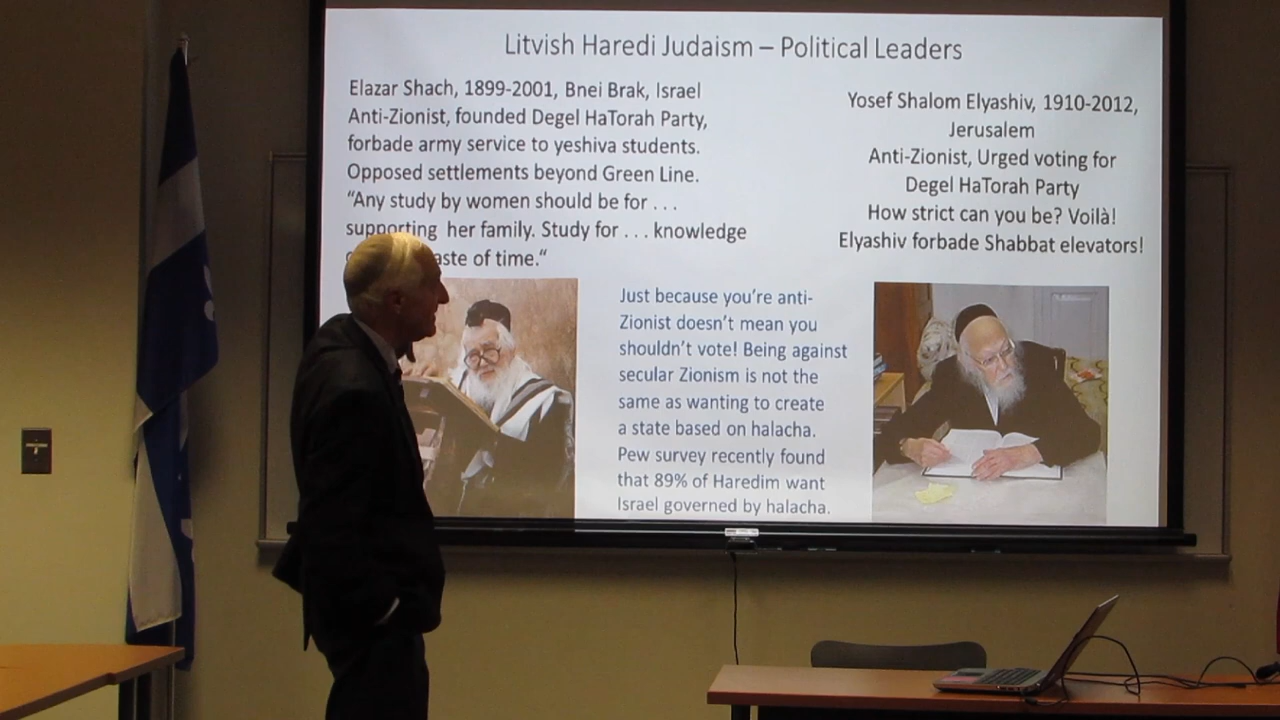 Litvish Haredi Judaism – Political Leaders
Elazar Shach, 1899-2001, Bnei Brak, Israel
Anti-Zionist, founded Degel HaTorah Party,
forbade army service to yeshiva students.
Opposed settlements beyond Green Line.
“Any study by women should be for . . .
supporting her family. Study for . . . knowledge
aste of time.“
Yosef Shalom Elyashiv, 1910-2012,
Jerusalem
Anti-Zionist, Urged voting for
Degel HaTorah Party
How strict can you be? Voilà!
Elyashiv forbade Shabbat elevators!
Just because you’re anti-
Zionist doesn’t mean you
shouldn’t vote! Being against
secular Zionism is not the
same as wanting to create
a state based on halacha.
Pew survey recently found
that 89% of Haredim want
Israel governed by halacha.